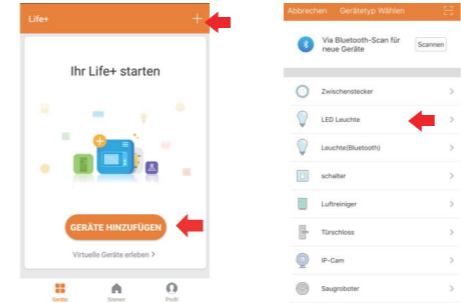 Life+
Ihr Life+ starten
GERÄTE HINZUFÜGEN
Virtuelle Geräte erleben >
Geräte
Szenen
Profil
Abbrechen
Gerätetyp Wählen
Via Bluetooth-Scan für
neue Geräte
Scannen
Zwischenstecker
LED Leuchte
Leuchte(Bluetooth)
schalter
Luftreiniger
Türschloss
IP-Cam
Saugroboter